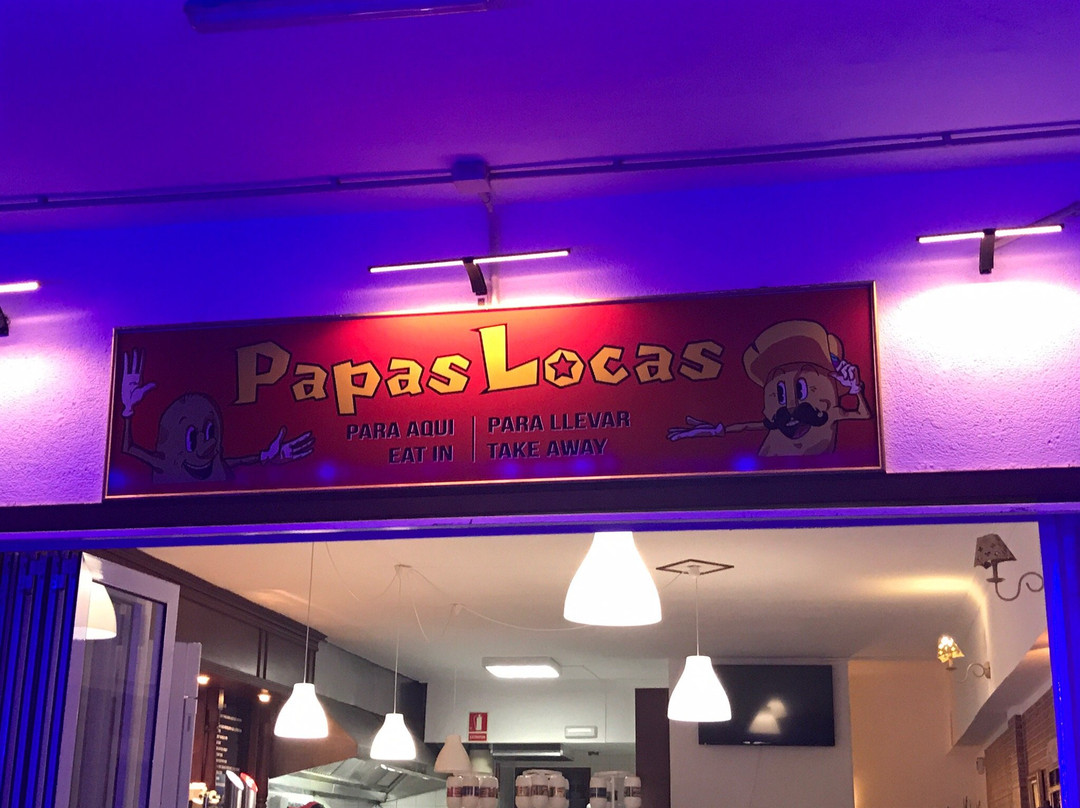 PAPAS LOCAS
PARA AQUI | PARA LLEVAR
EAT IN | TAKE AWAY